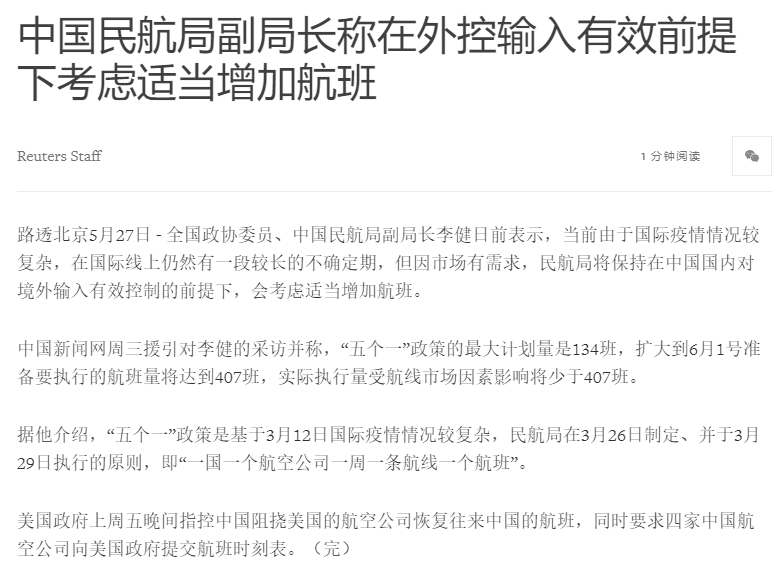 中国民航局副局长称在外控输入有效前提
下考虑适当增加航班
Reuters Staff
1 分钟阅读
路透北京5月27日 - 全国政协委员、中国民航局副局长李健日前表示，当前由于国际疫情情况较
复杂，在国际线上仍然有一段较长的不确定期，但因市场有需求，民航局将保持在中国国内对
境外输入有效控制的前提下，会考虑适当增加航班。
中国新闻网周三援引对李健的采访并称，“五个一”政策的最大计划量是134班，扩大到6月1号准
备要执行的航班量将达到407班，实际执行量受航线市场因素影响将少于407班。
据他介绍，“五个一”政策是基于3月12日国际疫情情况较复杂，民航局在3月26日制定、并于3月
29日执行的原则，即“一国一个航空公司一周一条航线一个航班”。
美国政府上周五晚间指控中国阻挠美国的航空公司恢复往来中国的航班，同时要求四家中国航
空公司向美国政府提交航班时刻表。（完）